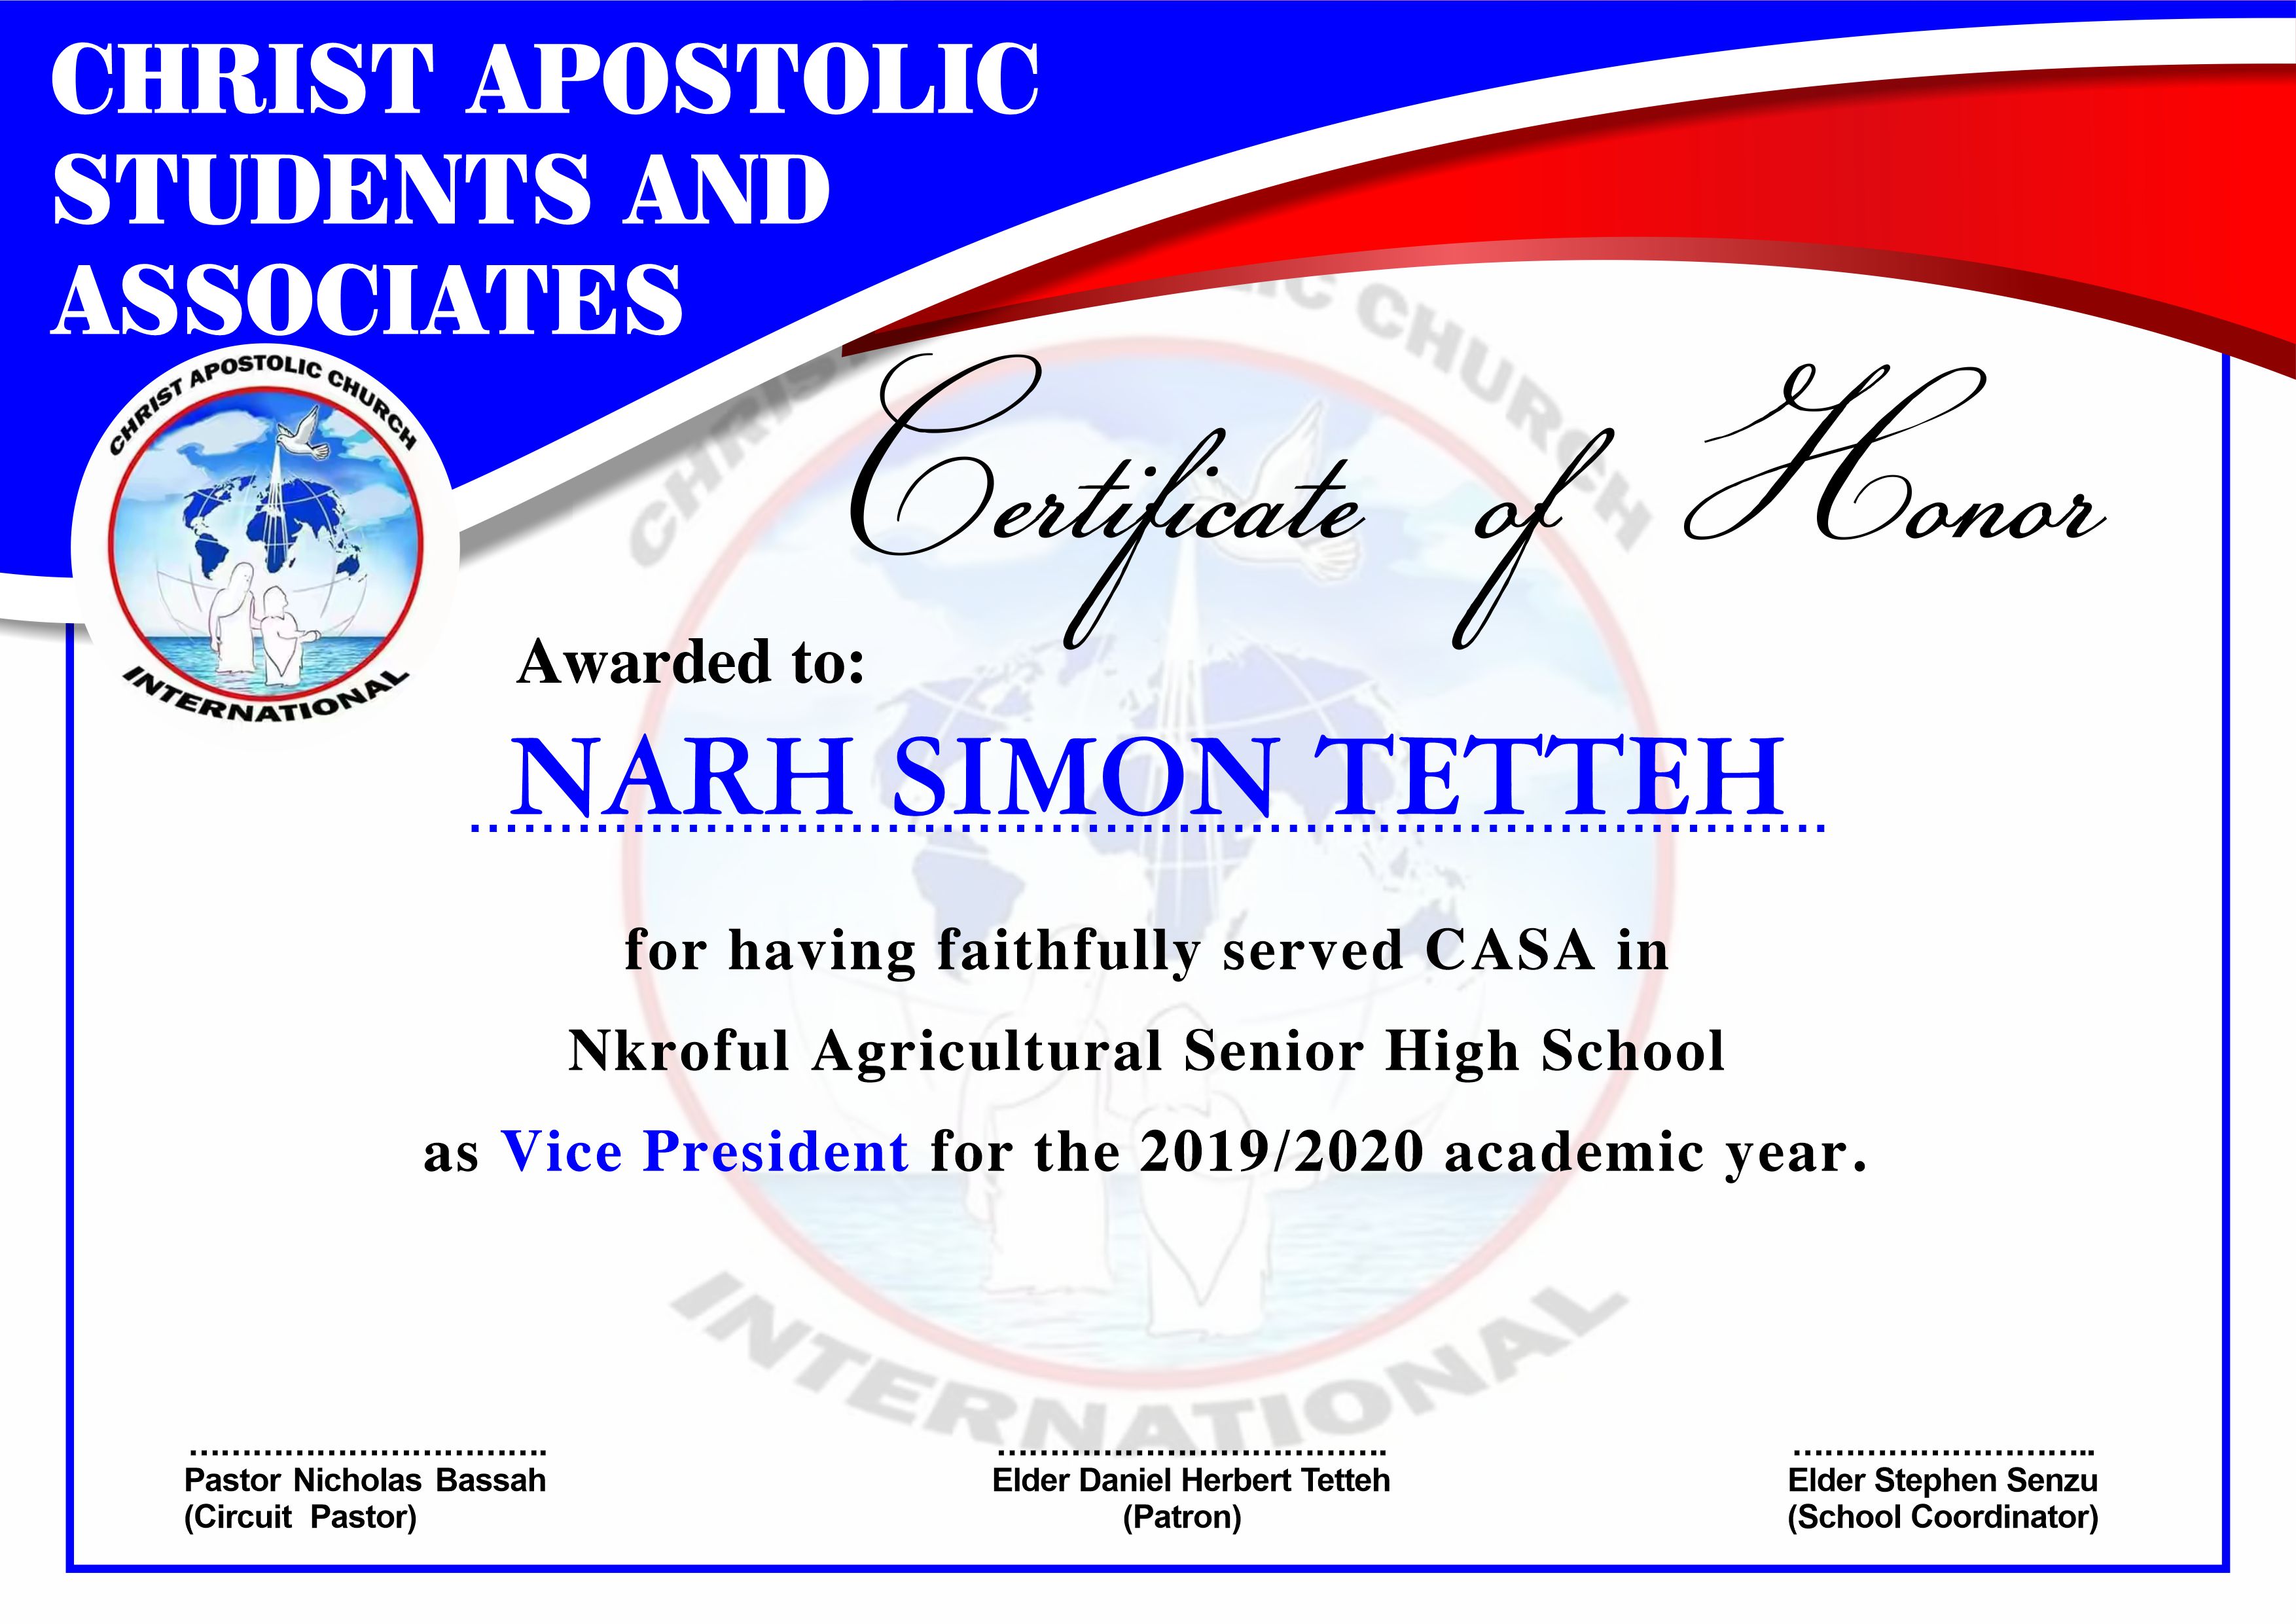 CHRIST APOSTOLIC
STUDENTS AND
ASSOCIATES
CHRIST APOSTOLIC CHURCH
INTERNATIONAL
Certificate of Honor
Awarded to:
NARH SIMON TETTEH
for having faithfully served CASA in
Nkroful Agricultural Senior High School
as Vice President for the 2019/2020 academic year.
CHRIST IC CHURCH
INTERNATIONAL
Pastor Nicholas Bassah
(Circuit Pastor)
Elder Daniel Herbert Tetteh
(Patron)
Elder Stephen Senzu
(School Coordinator)